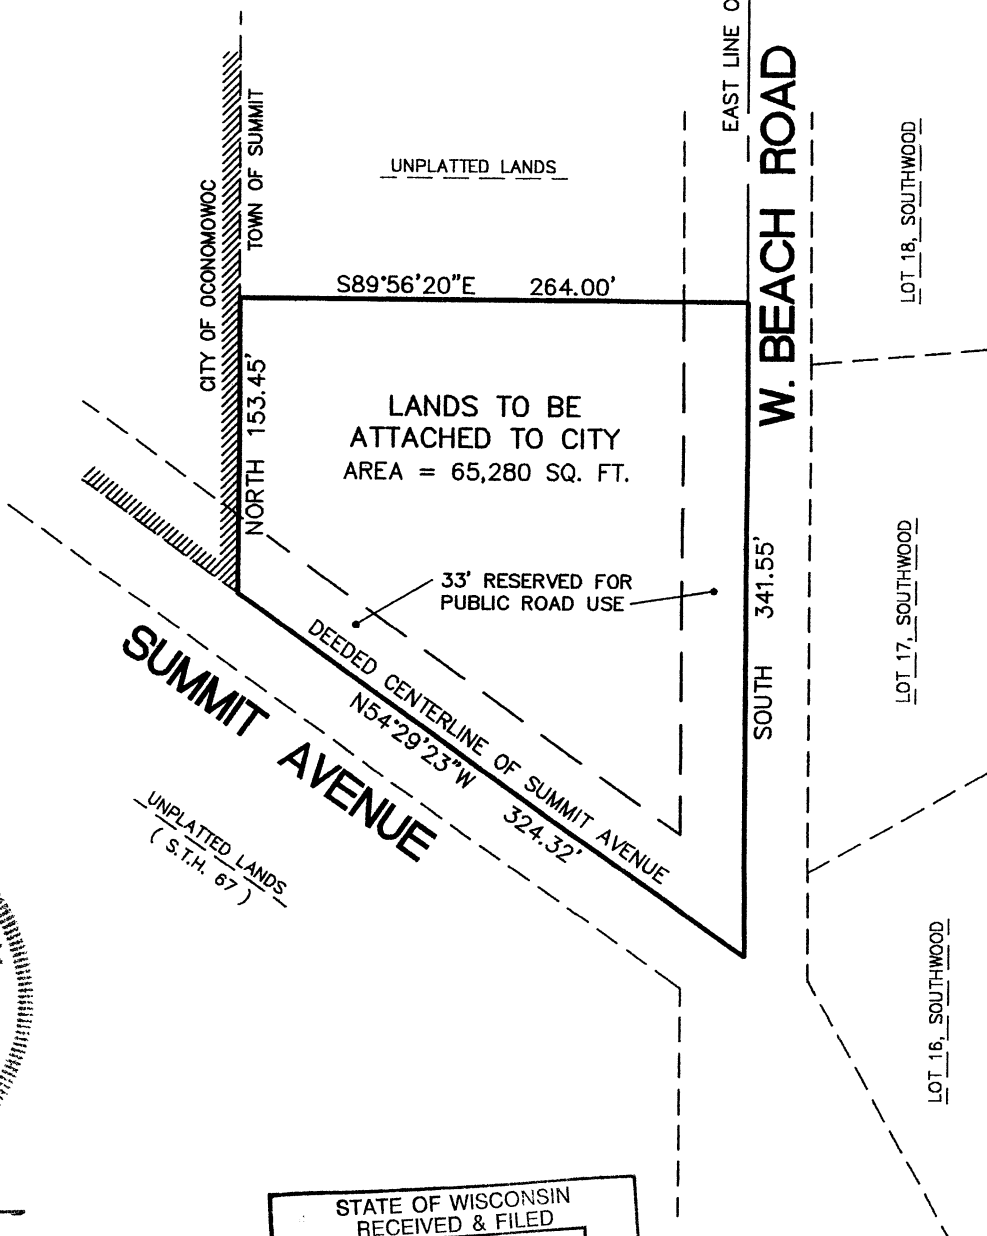 EAST LINE O
CITY OF OCONOMOWOC
TOWN OF SUMMIT
UNPLATTED LANDS
W. BEACH ROAD
LOT 18, SOUTHWOOD
S89°56'20"E 264.00'
NORTH 153.45'
LANDS TO BE
ATTACHED TO CITY
AREA = 65,280 SQ. FT.
33' RESERVED FOR
PUBLIC ROAD USE
SOUTH 341.55'
LOT 17, SOUTHWOOD
DEEDED CENTERLINE OF SUMMIT AVENUE
N54°29'23"W 324.32'
SUMMIT AVENUE
UNPLATTED LANDS
( S.T.H. 67 )
LOT 16, SOUTHWOOD
STATE OF WISCONSIN
RECEIVED & FILED